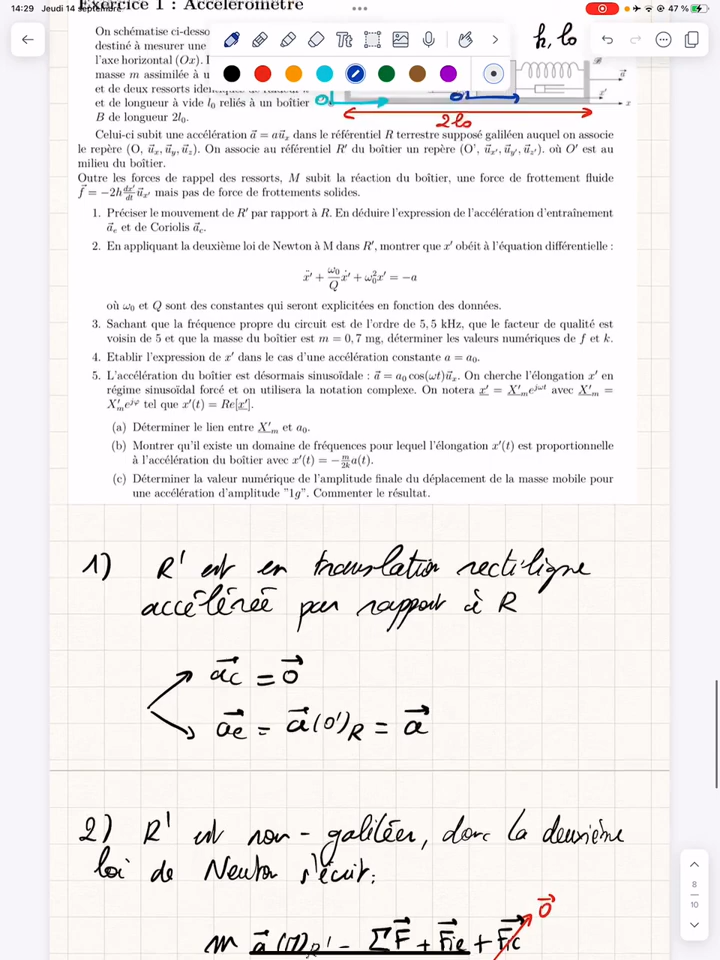 14:29 Jeudi 14 septembre
47 %
Exercice 1 : Accéléromètre
On schématise ci-desso
destiné à mesurer une
l'axe horizontal (Ox). I
masse m assimilée à u
et de deux ressorts iden
et de longueur à vide l₀ reliés à un boîtier
B de longueur 2l₀.
k, l₀
Tt
2l₀
x
Celui-ci subit une accélération a⃗ = au⃗ₓ dans le référentiel R terrestre supposé galiléen auquel on associe
le repère (O, u⃗ₓ, u⃗ᵧ, u⃗_z). On associe au référentiel R' du boîtier un repère (O', u⃗ₓ', u⃗ᵧ', u⃗_z'). où O' est au
milieu du boîtier.
Outre les forces de rappel des ressorts, M subit la réaction du boîtier, une force de frottement fluide
f⃗ = −2h dx'/dt u⃗ₓ' mais pas de force de frottements solides.
1. Préciser le mouvement de R' par rapport à R. En déduire l'expression de l'accélération d'entraînement
a⃗ₑ et de Coriolis a⃗_c.
2. En appliquant la deuxième loi de Newton à M dans R', montrer que x' obéit à l'équation différentielle :
ẍ' + ω₀/Q ẋ' + ω₀²x' = −a
où ω₀ et Q sont des constantes qui seront explicitées en fonction des données.
3. Sachant que la fréquence propre du circuit est de l'ordre de 5, 5 kHz, que le facteur de qualité est
voisin de 5 et que la masse du boîtier est m = 0, 7 mg, déterminer les valeurs numériques de f et k.
4. Etablir l'expression de x' dans le cas d'une accélération constante a = a₀.
5. L'accélération du boîtier est désormais sinusoïdale : a⃗ = a₀ cos(ωt)u⃗ₓ. On cherche l'élongation x' en
régime sinusoïdal forcé et on utilisera la notation complexe. On notera x' = X'ₘe^{jωt} avec X'ₘ =
X'ₘe^{jφ} tel que x'(t) = Re[x'].
(a) Déterminer le lien entre X'ₘ et a₀.
(b) Montrer qu'il existe un domaine de fréquences pour lequel l'élongation x'(t) est proportionnelle
à l'accélération du boîtier avec x'(t) = −m/2k a(t).
(c) Déterminer la valeur numérique de l'amplitude finale du déplacement de la masse mobile pour
une accélération d'amplitude "1g". Commenter le résultat.
1) R' est en translation rectiligne
accélérée par rapport à R
a⃗c = 0⃗
a⃗e = a⃗(O')_R = a⃗
2) R' est non-galiléen, donc la deuxième
loi de Newton s'écrit:
0⃗
m a⃗(M)_R' = ΣF⃗ + F⃗ie + F⃗ic
8
10